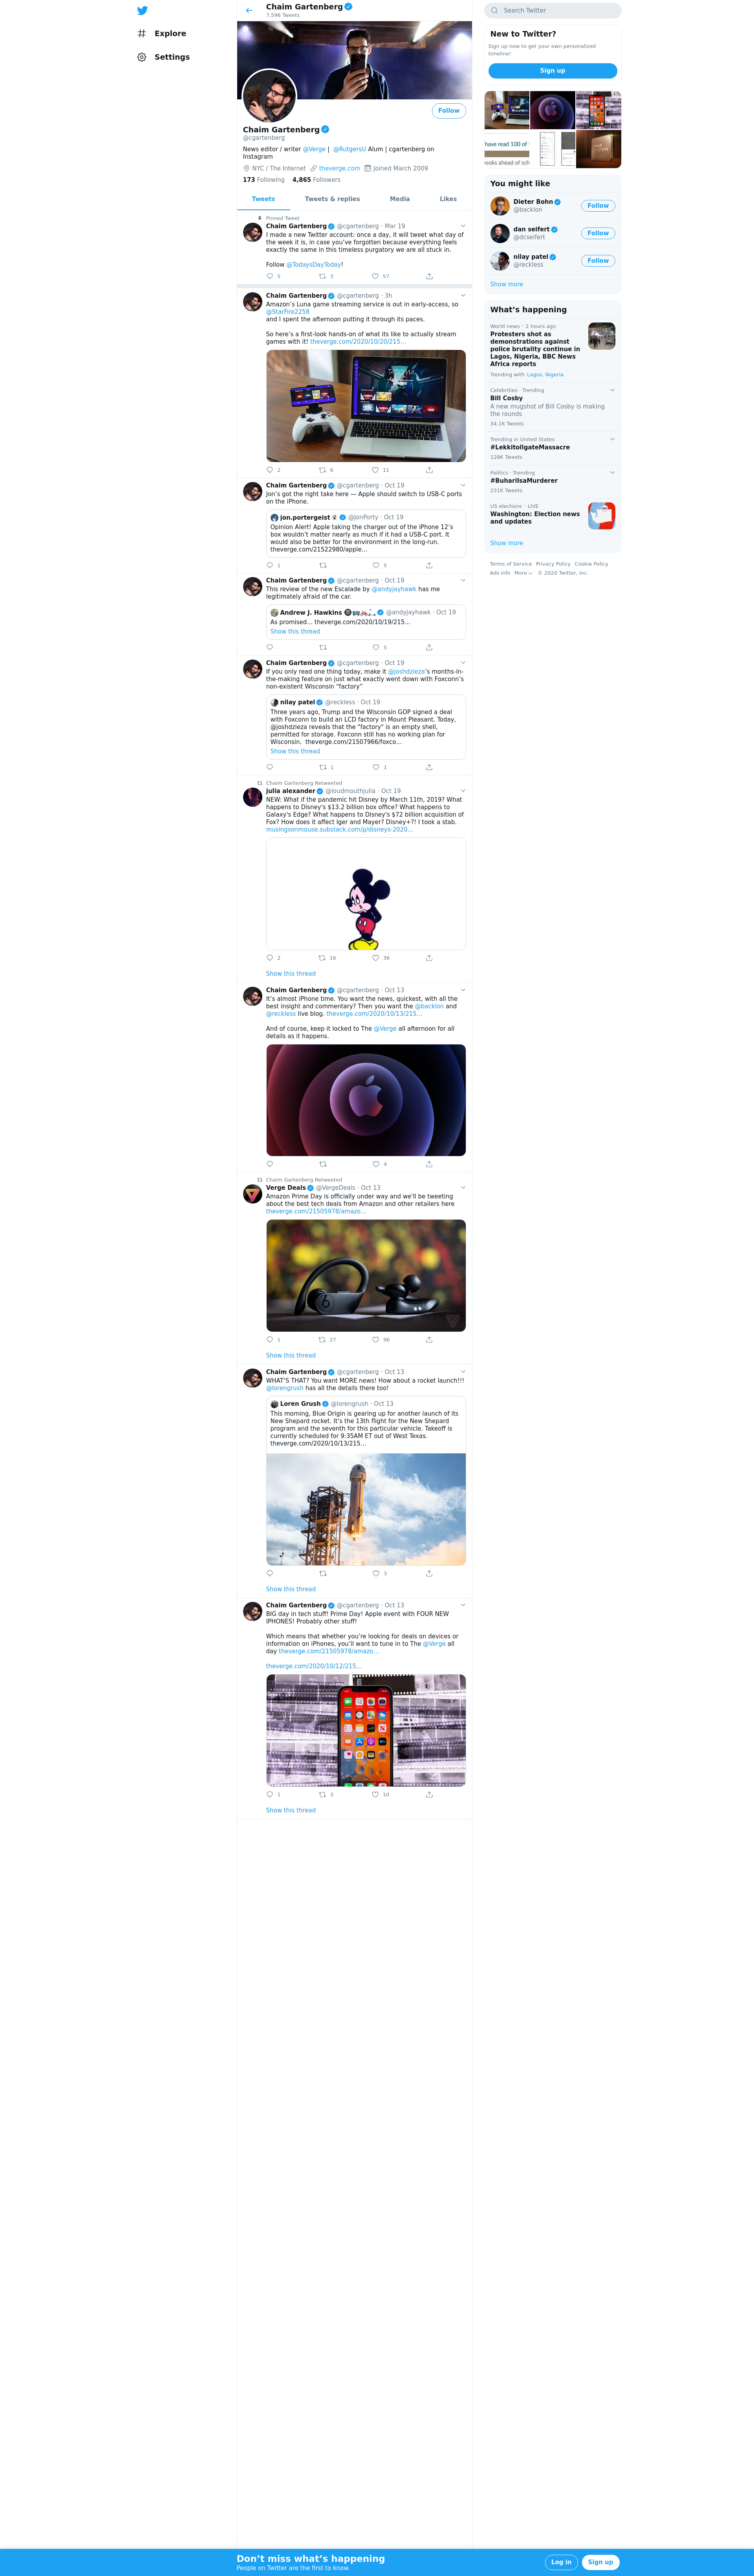 Explore
Settings
Chaim Gartenberg
7,596 Tweets
Follow
Chaim Gartenberg
@cgartenberg
News editor / writer @Verge | @RutgersU Alum | cgartenberg on
Instagram
NYC / The Internet theverge.com Joined March 2009
173 Following 4,865 Followers
Tweets Tweets & replies Media Likes
Pinned Tweet
Chaim Gartenberg @cgartenberg · Mar 19
I made a new Twitter account: once a day, it will tweet what day of
the week it is, in case you've forgotten because everything feels
exactly the same in this timeless purgatory we are all stuck in.
Follow @TodaysDayToday!
5 3 57
Chaim Gartenberg @cgartenberg · 3h
Amazon's Luna game streaming service is out in early-access, so
@StarFire2258
and I spent the afternoon putting it through its paces.
So here's a first-look hands-on of what its like to actually stream
games with it! theverge.com/2020/10/20/215…
2 6 11
Chaim Gartenberg @cgartenberg · Oct 19
Jon's got the right take here — Apple should switch to USB-C ports
on the iPhone.
jon.portergeist @JonPorty · Oct 19
Opinion Alert! Apple taking the charger out of the iPhone 12's
box wouldn't matter nearly as much if it had a USB-C port. It
would also be better for the environment in the long-run.
theverge.com/21522980/apple…
1 5
Chaim Gartenberg @cgartenberg · Oct 19
This review of the new Escalade by @andyjayhawk has me
legitimately afraid of the car.
Andrew J. Hawkins @andyjayhawk · Oct 19
As promised... theverge.com/2020/10/19/215…
Show this thread
5
Chaim Gartenberg @cgartenberg · Oct 19
If you only read one thing today, make it @joshdzieza's months-in-
the-making feature on just what exactly went down with Foxconn's
non-existent Wisconsin "factory"
nilay patel @reckless · Oct 19
Three years ago, Trump and the Wisconsin GOP signed a deal
with Foxconn to build an LCD factory in Mount Pleasant. Today,
@joshdzieza reveals that the "factory" is an empty shell,
permitted for storage. Foxconn still has no working plan for
Wisconsin. theverge.com/21507966/foxco…
Show this thread
1 1
Chaim Gartenberg Retweeted
julia alexander @loudmouthjulia · Oct 19
NEW: What if the pandemic hit Disney by March 11th, 2019? What
happens to Disney's $13.2 billion box office? What happens to
Galaxy's Edge? What happens to Disney's $72 billion acquisition of
Fox? How does it affect Iger and Mayer? Disney+?! I took a stab.
musingsonmouse.substack.com/p/disneys-2020…
2 16 36
Show this thread
Chaim Gartenberg @cgartenberg · Oct 13
It's almost iPhone time. You want the news, quickest, with all the
best insight and commentary? Then you want the @backlon and
@reckless live blog. theverge.com/2020/10/13/215…
And of course, keep it locked to The @Verge all afternoon for all
details as it happens.
4
Chaim Gartenberg Retweeted
Verge Deals @VergeDeals · Oct 13
Amazon Prime Day is officially under way and we'll be tweeting
about the best tech deals from Amazon and other retailers here
theverge.com/21505978/amazo…
1 27 96
Show this thread
Chaim Gartenberg @cgartenberg · Oct 13
WHAT'S THAT? You want MORE news! How about a rocket launch!!!
@lorengrush has all the details there too!
Loren Grush @lorengrush · Oct 13
This morning, Blue Origin is gearing up for another launch of its
New Shepard rocket. It's the 13th flight for the New Shepard
program and the seventh for this particular vehicle. Takeoff is
currently scheduled for 9:35AM ET out of West Texas.
theverge.com/2020/10/13/215…
3
Show this thread
Chaim Gartenberg @cgartenberg · Oct 13
BIG day in tech stuff! Prime Day! Apple event with FOUR NEW
IPHONES! Probably other stuff!
Which means that whether you're looking for deals on devices or
information on iPhones, you'll want to tune in to The @Verge all
day theverge.com/21505978/amazo…
theverge.com/2020/10/12/215…
1 3 10
Show this thread
Search Twitter
New to Twitter?
Sign up now to get your own personalized
timeline!
Sign up
have read 100 of
ooks ahead of sch
You might like
Dieter Bohn
@backlon
Follow
dan seifert
@dcseifert
Follow
nilay patel
@reckless
Follow
Show more
What's happening
World news · 2 hours ago
Protesters shot as
demonstrations against
police brutality continue in
Lagos, Nigeria, BBC News
Africa reports
Trending with Lagos, Nigeria
Celebrities · Trending
Bill Cosby
A new mugshot of Bill Cosby is making
the rounds
34.1K Tweets
Trending in United States
#LekkitollgateMassacre
128K Tweets
Politics · Trending
#BuhariIsaMurderer
231K Tweets
US elections · LIVE
Washington: Election news
and updates
Show more
Terms of Service Privacy Policy Cookie Policy
Ads info More © 2020 Twitter, Inc.
Don't miss what's happening
People on Twitter are the first to know.
Log in
Sign up